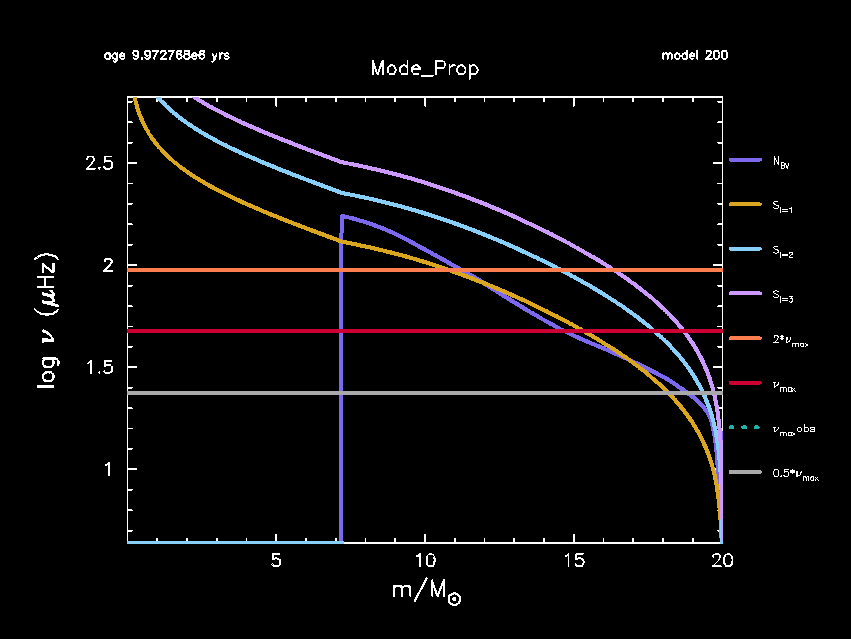 age 9.972768e6 yrs
model 200
Mode_Prop
2.5
2
1.5
1
log ν (μHz)
5
10
15
20
m/M⊙
N_BV
S_l=1
S_l=2
S_l=3
2*ν_max
ν_max
ν_max obs
0.5*ν_max